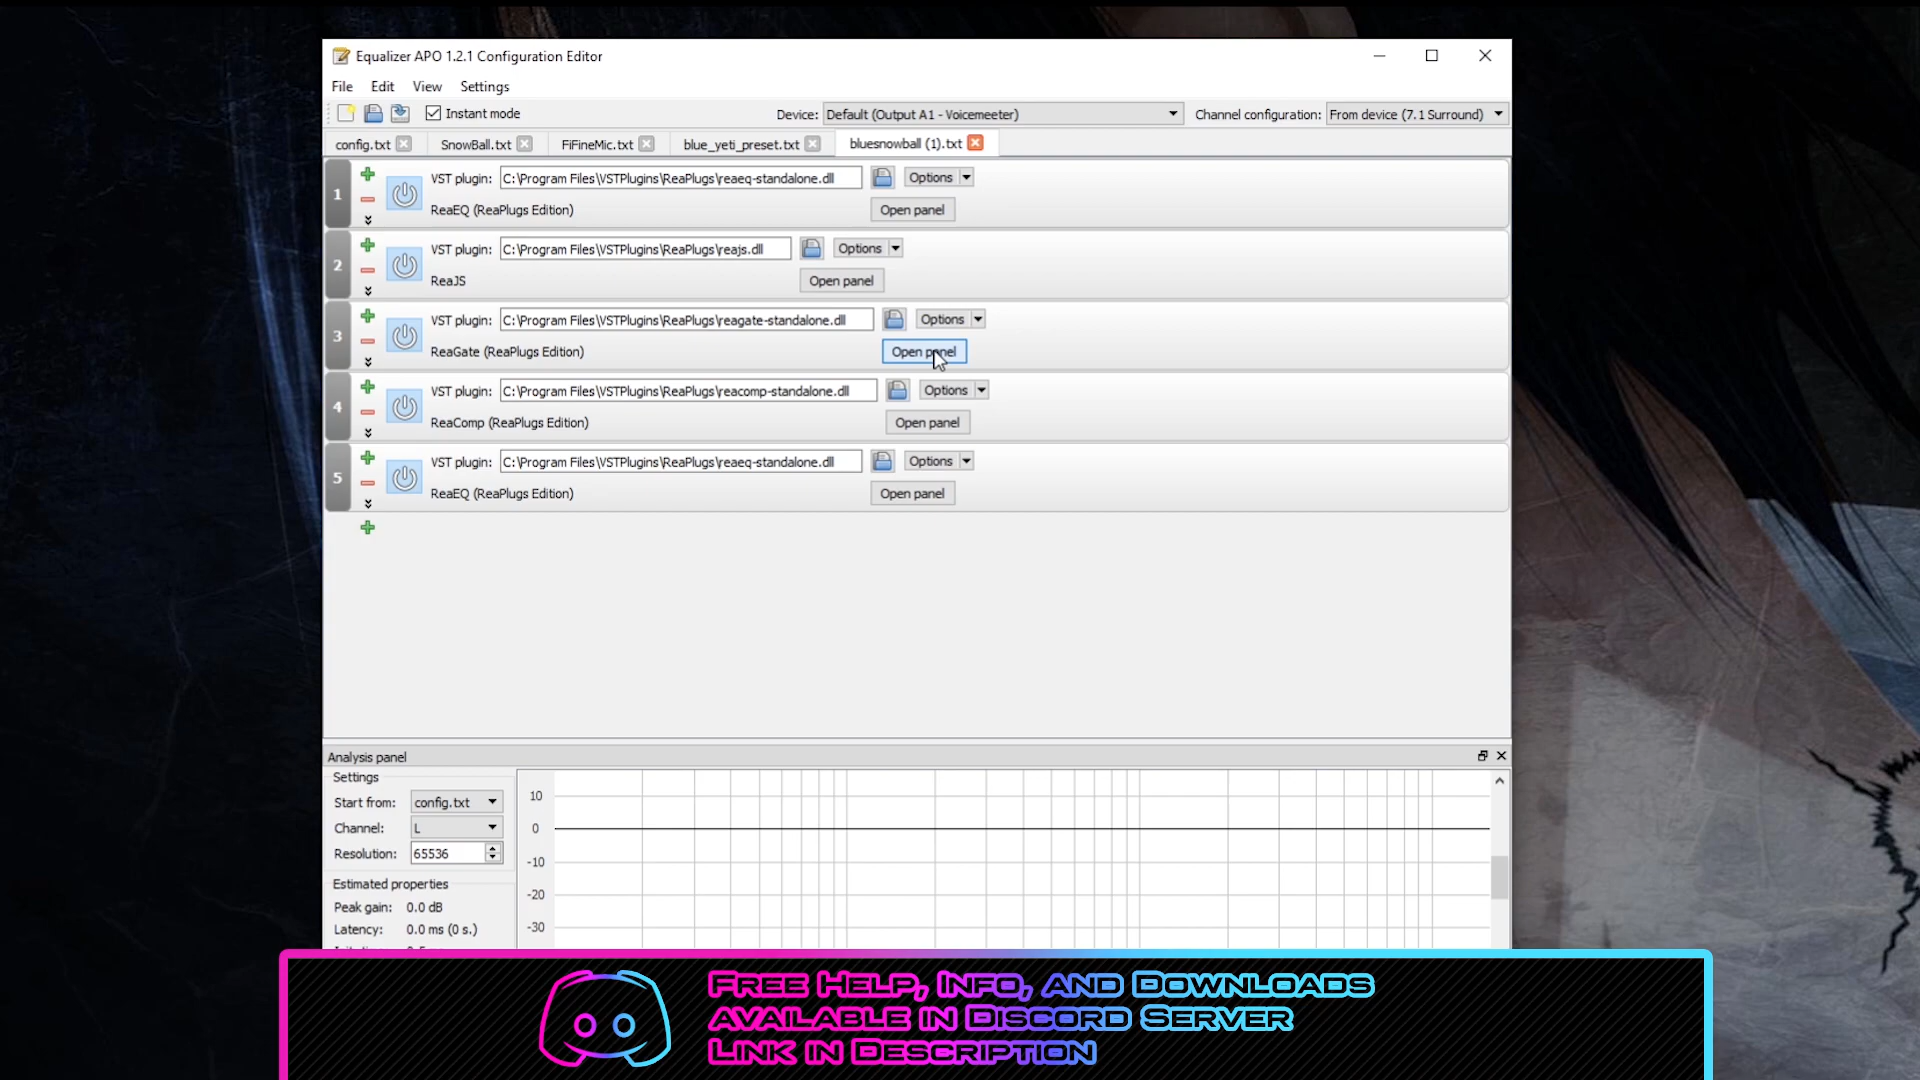 Equalizer APO 1.2.1 Configuration Editor
File Edit View Settings
Instant mode Device: Default (Output A1 - Voicemeeter) Channel configuration: From device (7.1 Surround)
config.txt SnowBall.txt FiFineMic.txt blue_yeti_preset.txt bluesnowball (1).txt
1 VST plugin: C:\Program Files\VSTPlugins\ReaPlugs\reaeq-standalone.dll Options
ReaEQ (ReaPlugs Edition) Open panel
2 VST plugin: C:\Program Files\VSTPlugins\ReaPlugs\reajs.dll Options
ReaJS Open panel
3 VST plugin: C:\Program Files\VSTPlugins\ReaPlugs\reagate-standalone.dll Options
ReaGate (ReaPlugs Edition) Open panel
4 VST plugin: C:\Program Files\VSTPlugins\ReaPlugs\reacomp-standalone.dll Options
ReaComp (ReaPlugs Edition) Open panel
5 VST plugin: C:\Program Files\VSTPlugins\ReaPlugs\reaeq-standalone.dll Options
ReaEQ (ReaPlugs Edition) Open panel
Analysis panel
Settings
Start from: config.txt
Channel: L
Resolution: 65536
Estimated properties
Peak gain: 0.0 dB
Latency: 0.0 ms (0 s.)
10
0
-10
-20
-30
Free Help, Info, and Downloads
available in Discord Server
Link in Description